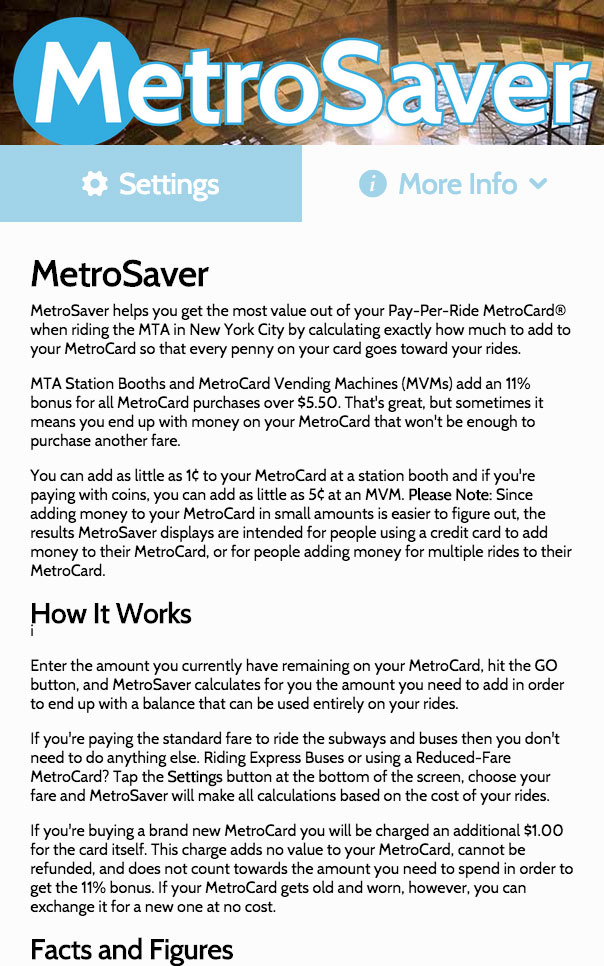 MetroSaver
Settings
i More Info
MetroSaver
MetroSaver helps you get the most value out of your Pay-Per-Ride MetroCard®
when riding the MTA in New York City by calculating exactly how much to add to
your MetroCard so that every penny on your card goes toward your rides.
MTA Station Booths and MetroCard Vending Machines (MVMs) add an 11%
bonus for all MetroCard purchases over $5.50. That's great, but sometimes it
means you end up with money on your MetroCard that won't be enough to
purchase another fare.
You can add as little as 1¢ to your MetroCard at a station booth and if you're
paying with coins, you can add as little as 5¢ at an MVM. Please Note: Since
adding money to your MetroCard in small amounts is easier to figure out, the
results MetroSaver displays are intended for people using a credit card to add
money to their MetroCard, or for people adding money for multiple rides to their
MetroCard.
How It Works
i
Enter the amount you currently have remaining on your MetroCard, hit the GO
button, and MetroSaver calculates for you the amount you need to add in order
to end up with a balance that can be used entirely on your rides.
If you're paying the standard fare to ride the subways and buses then you don't
need to do anything else. Riding Express Buses or using a Reduced-Fare
MetroCard? Tap the Settings button at the bottom of the screen, choose your
fare and MetroSaver will make all calculations based on the cost of your rides.
If you're buying a brand new MetroCard you will be charged an additional $1.00
for the card itself. This charge adds no value to your MetroCard, cannot be
refunded, and does not count towards the amount you need to spend in order to
get the 11% bonus. If your MetroCard gets old and worn, however, you can
exchange it for a new one at no cost.
Facts and Figures